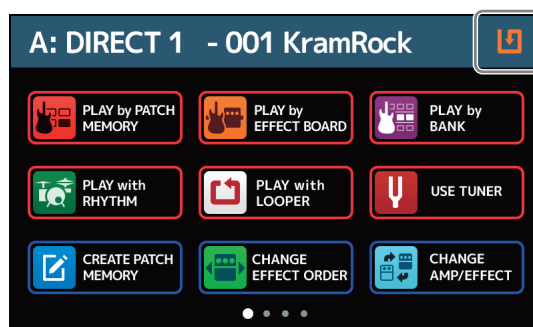 A: DIRECT 1 - 001 KramRock
PLAY by PATCH
MEMORY
PLAY by
EFFECT BOARD
PLAY by
BANK
PLAY with
RHYTHM
PLAY with
LOOPER
USE TUNER
CREATE PATCH
MEMORY
CHANGE
EFFECT ORDER
CHANGE
AMP/EFFECT